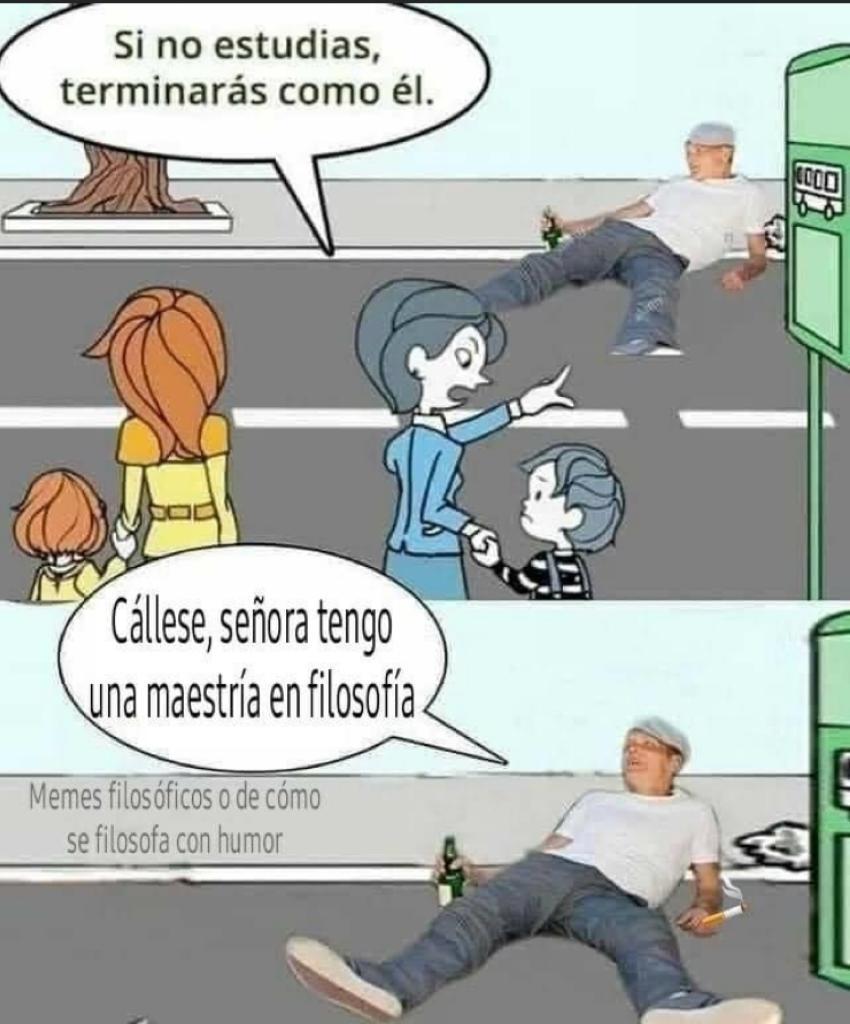 Si no estudias,
terminarás como él.
Cállese, señora tengo
una maestría en filosofía
Memes filosóficos o de cómo
se filosofa con humor